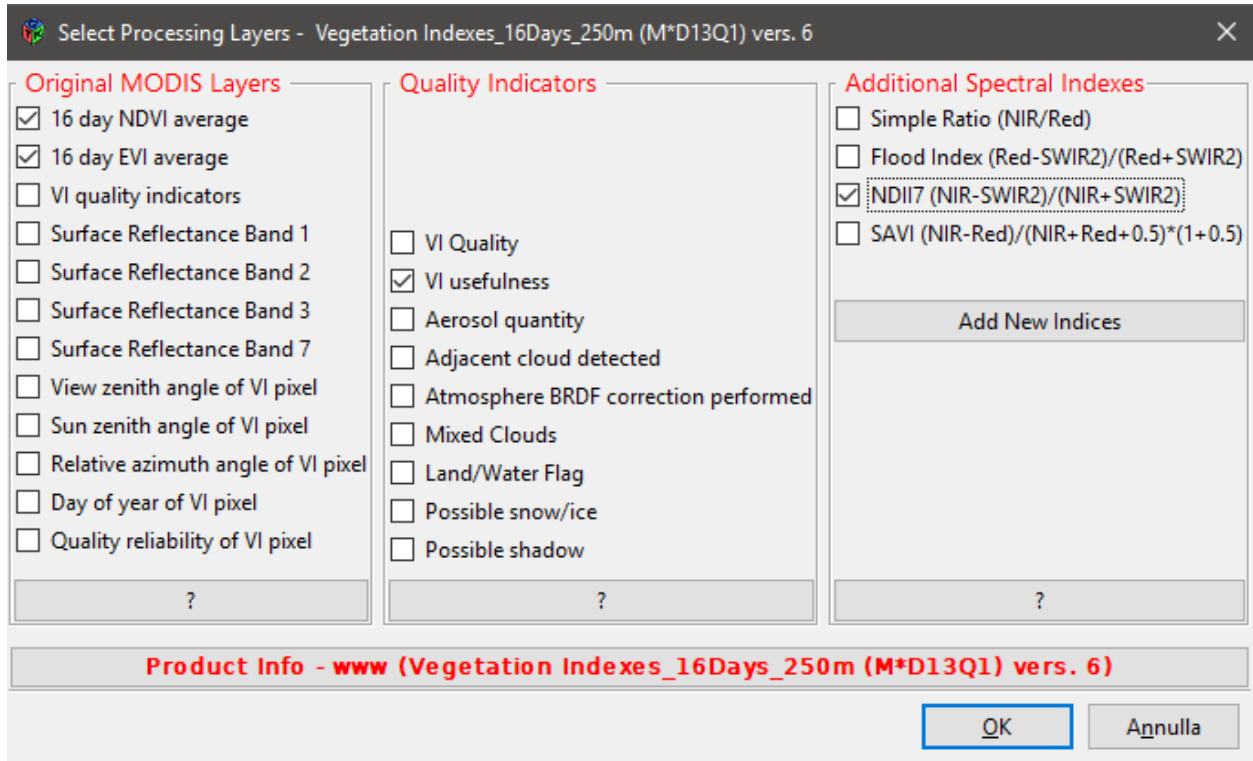 Select Processing Layers - Vegetation Indexes_16Days_250m (M*D13Q1) vers. 6
Original MODIS Layers
16 day NDVI average
16 day EVI average
VI quality indicators
Surface Reflectance Band 1
Surface Reflectance Band 2
Surface Reflectance Band 3
Surface Reflectance Band 7
View zenith angle of VI pixel
Sun zenith angle of VI pixel
Relative azimuth angle of VI pixel
Day of year of VI pixel
Quality reliability of VI pixel
?
Quality Indicators
VI Quality
VI usefulness
Aerosol quantity
Adjacent cloud detected
Atmosphere BRDF correction performed
Mixed Clouds
Land/Water Flag
Possible snow/ice
Possible shadow
?
Additional Spectral Indexes
Simple Ratio (NIR/Red)
Flood Index (Red-SWIR2)/(Red+SWIR2)
NDII7 (NIR-SWIR2)/(NIR+SWIR2)
SAVI (NIR-Red)/(NIR+Red+0.5)*(1+0.5)
Add New Indices
?
Product Info - www (Vegetation Indexes_16Days_250m (M*D13Q1) vers. 6)
OK
Annulla